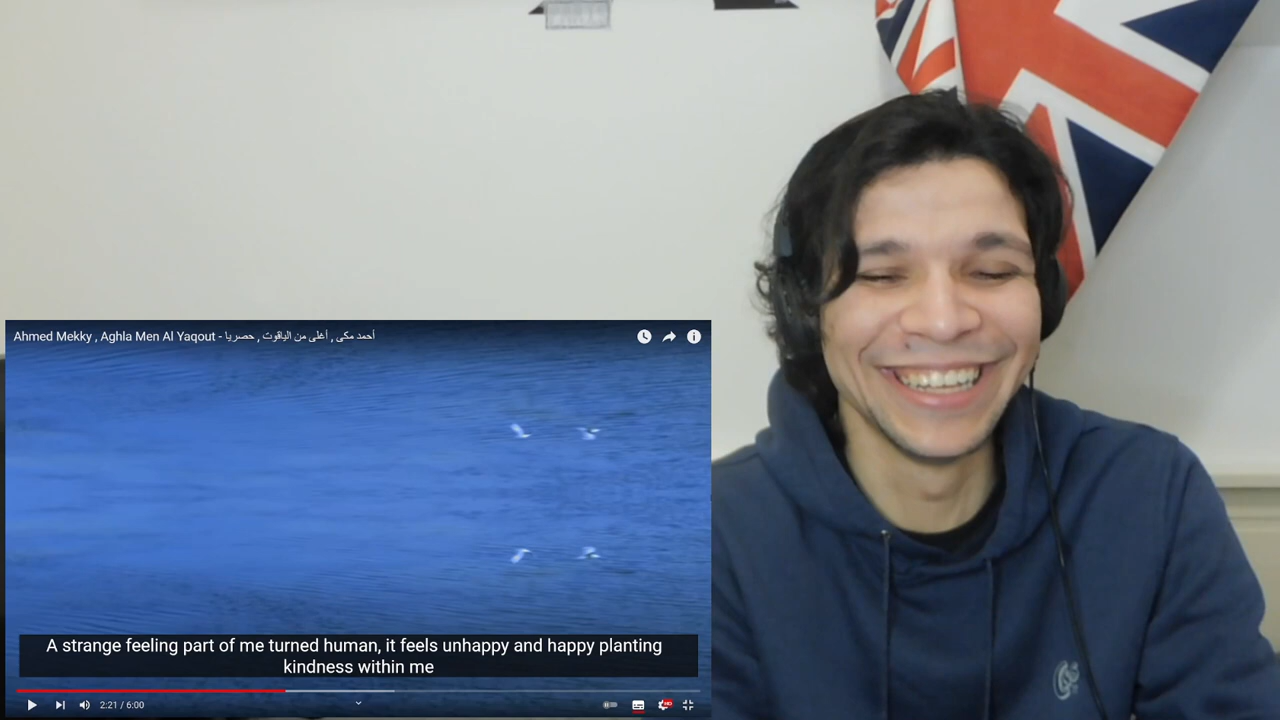 Ahmed Mekky , Aghla Men Al Yaqout - أحمد مكى , أغلى من الياقوت , حصريا
A strange feeling part of me turned human, it feels unhappy and happy planting
kindness within me
2:21 / 6:00
HD